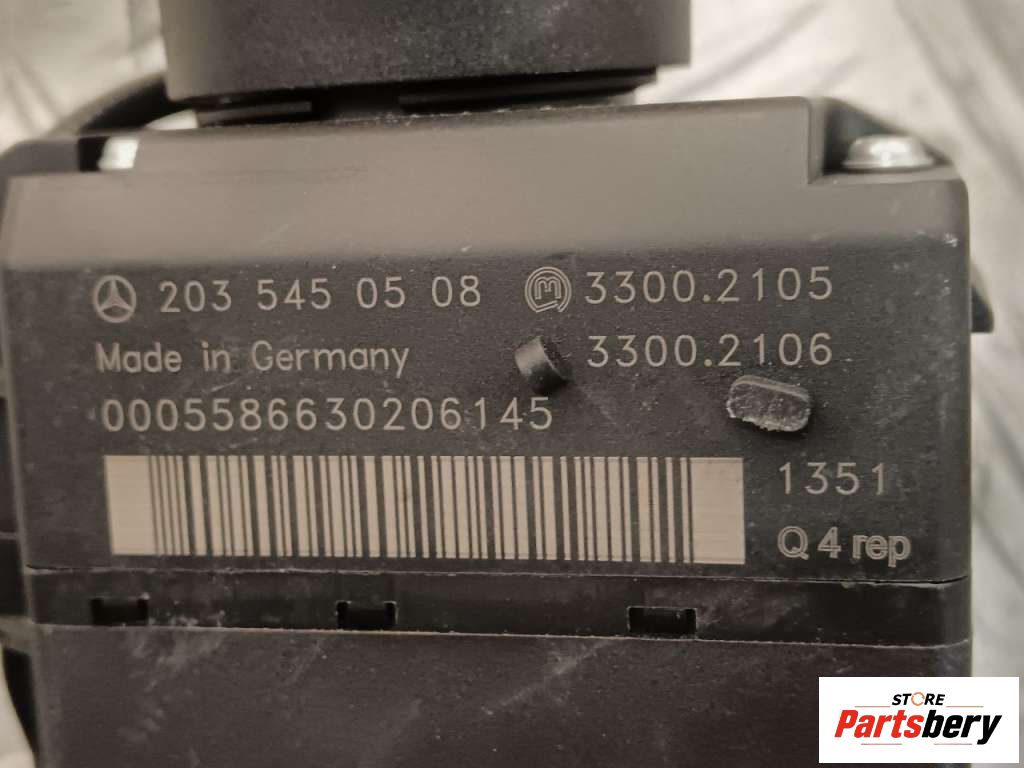 203 545 05 08 3300.2105
Made in Germany 3300.2106
0005586630206145
1351
Q 4 rep
STORE
Partsbery